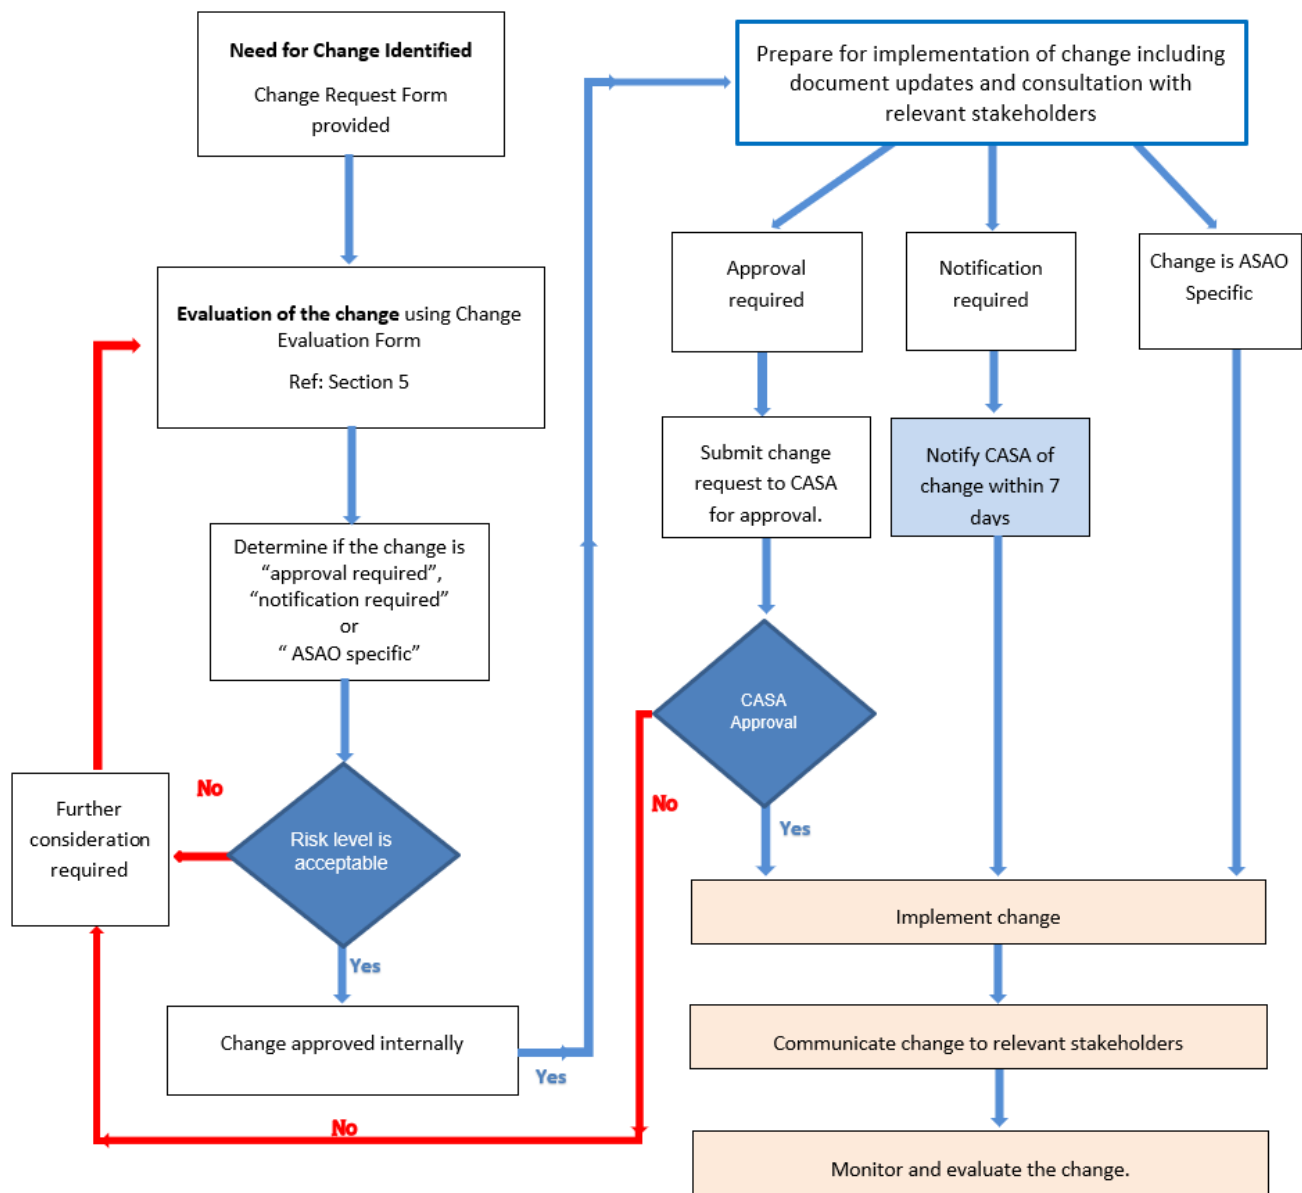 Need for Change Identified
Change Request Form
provided
Evaluation of the change using Change
Evaluation Form
Ref: Section 5
Determine if the change is
“approval required”,
“notification required”
or
“ ASAO specific”
No
Further
consideration
required
Risk level is
acceptable
Yes
Change approved internally
Yes
No
Prepare for implementation of change including
document updates and consultation with
relevant stakeholders
Approval
required
Notification
required
Change is ASAO
Specific
Submit change
request to CASA
for approval.
Notify CASA of
change within 7
days
CASA
Approval
No
Yes
Implement change
Communicate change to relevant stakeholders
Monitor and evaluate the change.